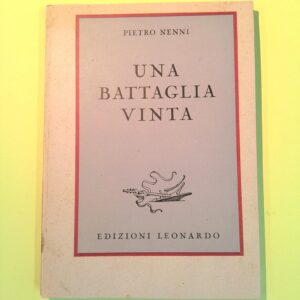 PIETRO NENNI
UNA
BATTAGLIA
VINTA
EDIZIONI LEONARDO